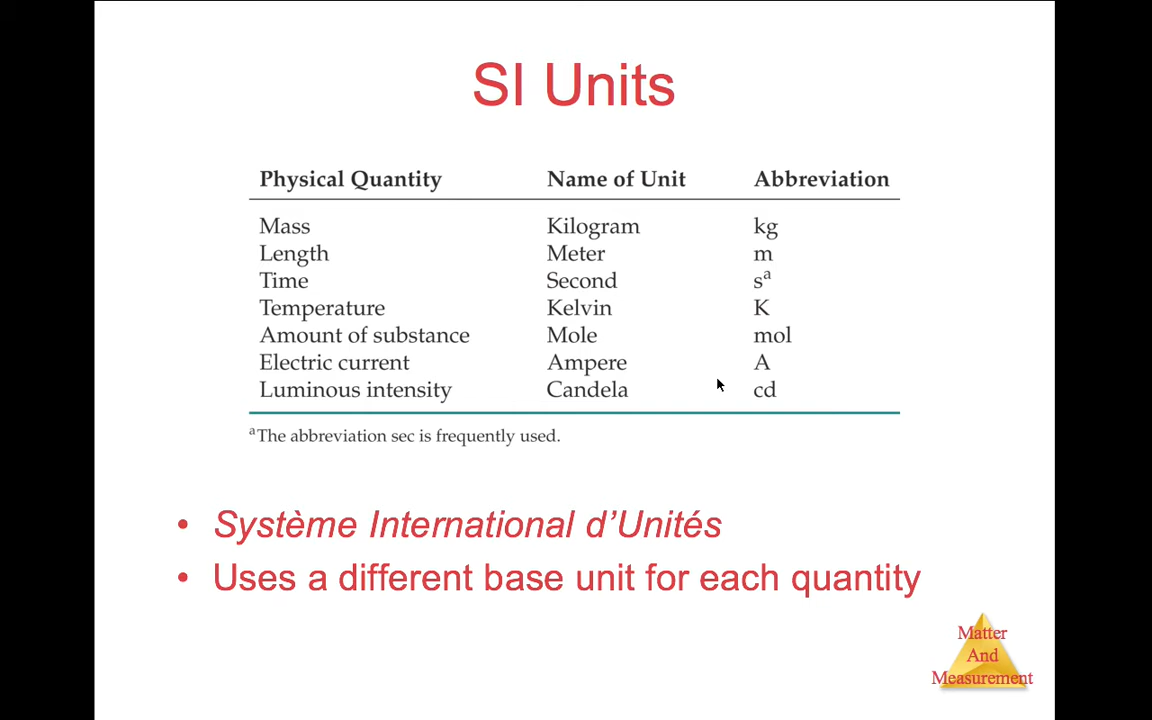 SI Units
Physical Quantity Name of Unit Abbreviation
Mass Kilogram kg
Length Meter m
Time Second sᵃ
Temperature Kelvin K
Amount of substance Mole mol
Electric current Ampere A
Luminous intensity Candela cd
ᵃThe abbreviation sec is frequently used.
• Système International d’Unités
• Uses a different base unit for each quantity
Matter
And
Measurement